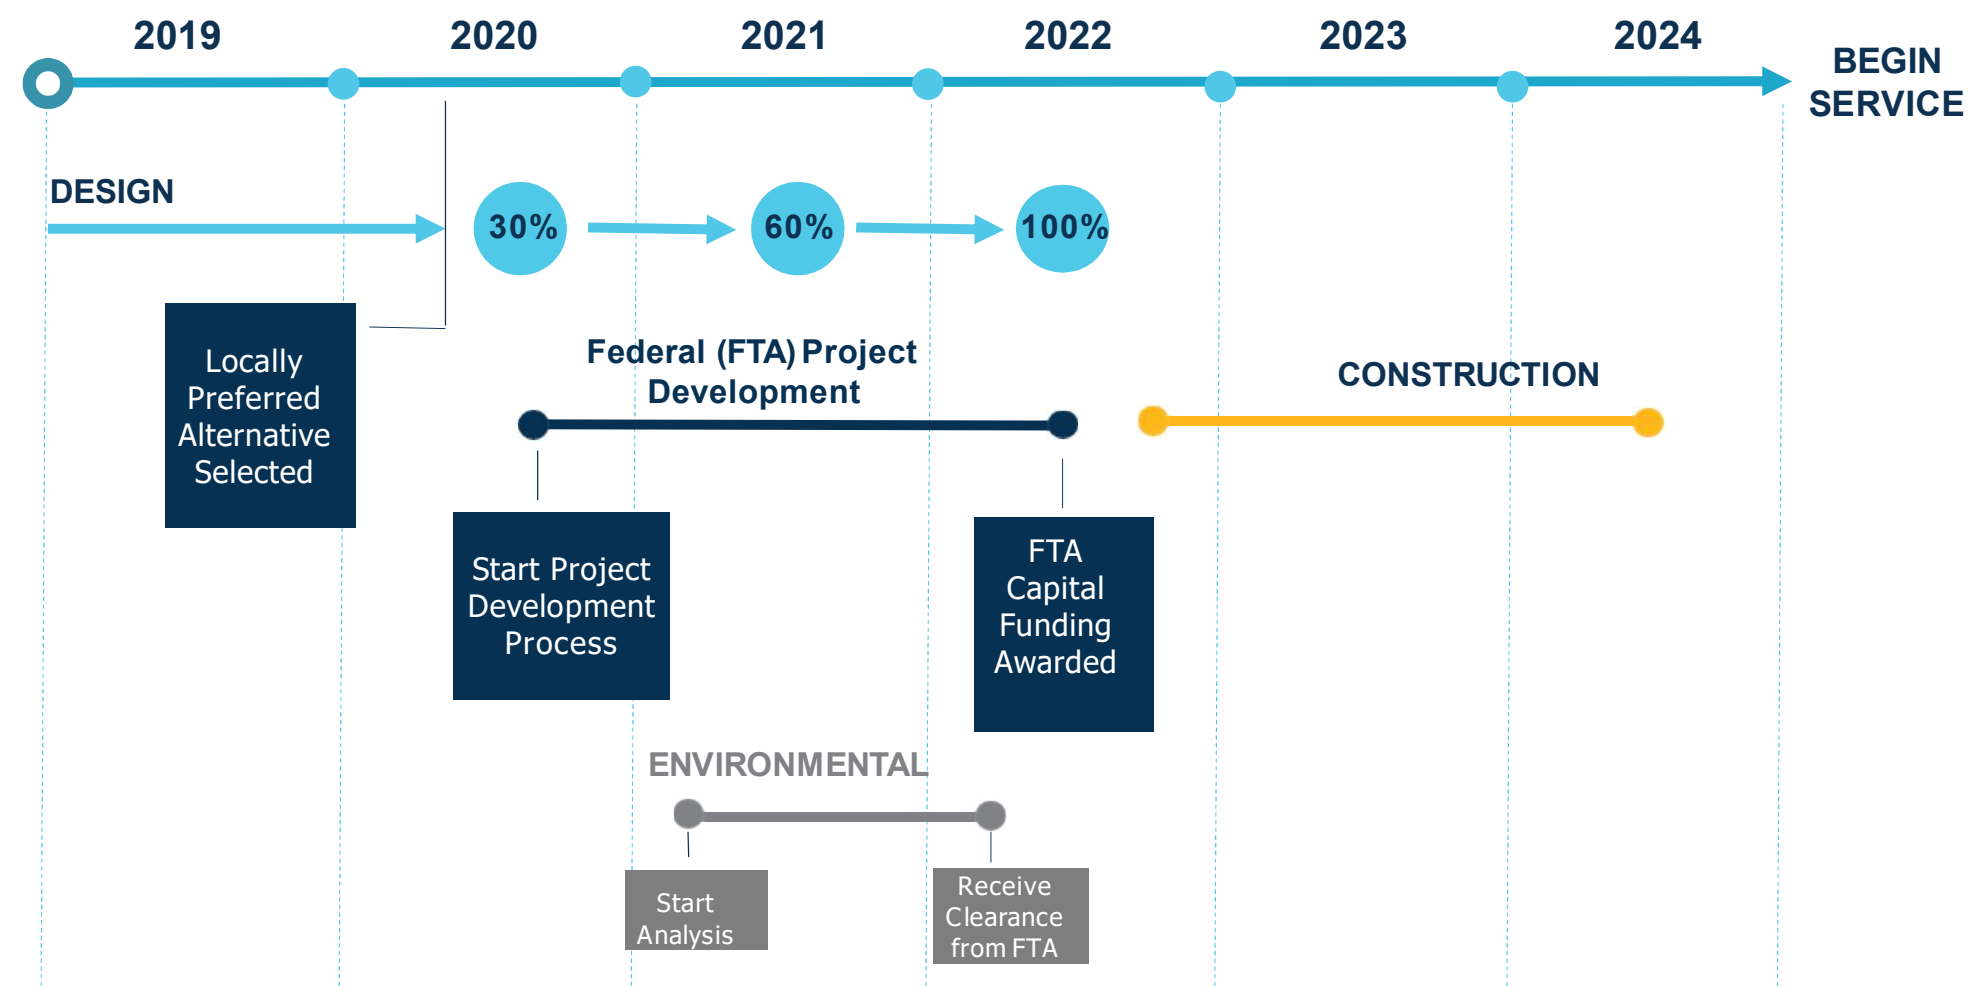 2019
2020
2021
2022
2023
2024
BEGIN
SERVICE
DESIGN
30%
60%
100%
Locally
Preferred
Alternative
Selected
Federal (FTA) Project
Development
CONSTRUCTION
Start Project
Development
Process
FTA
Capital
Funding
Awarded
ENVIRONMENTAL
Start
Analysis
Receive
Clearance
from FTA